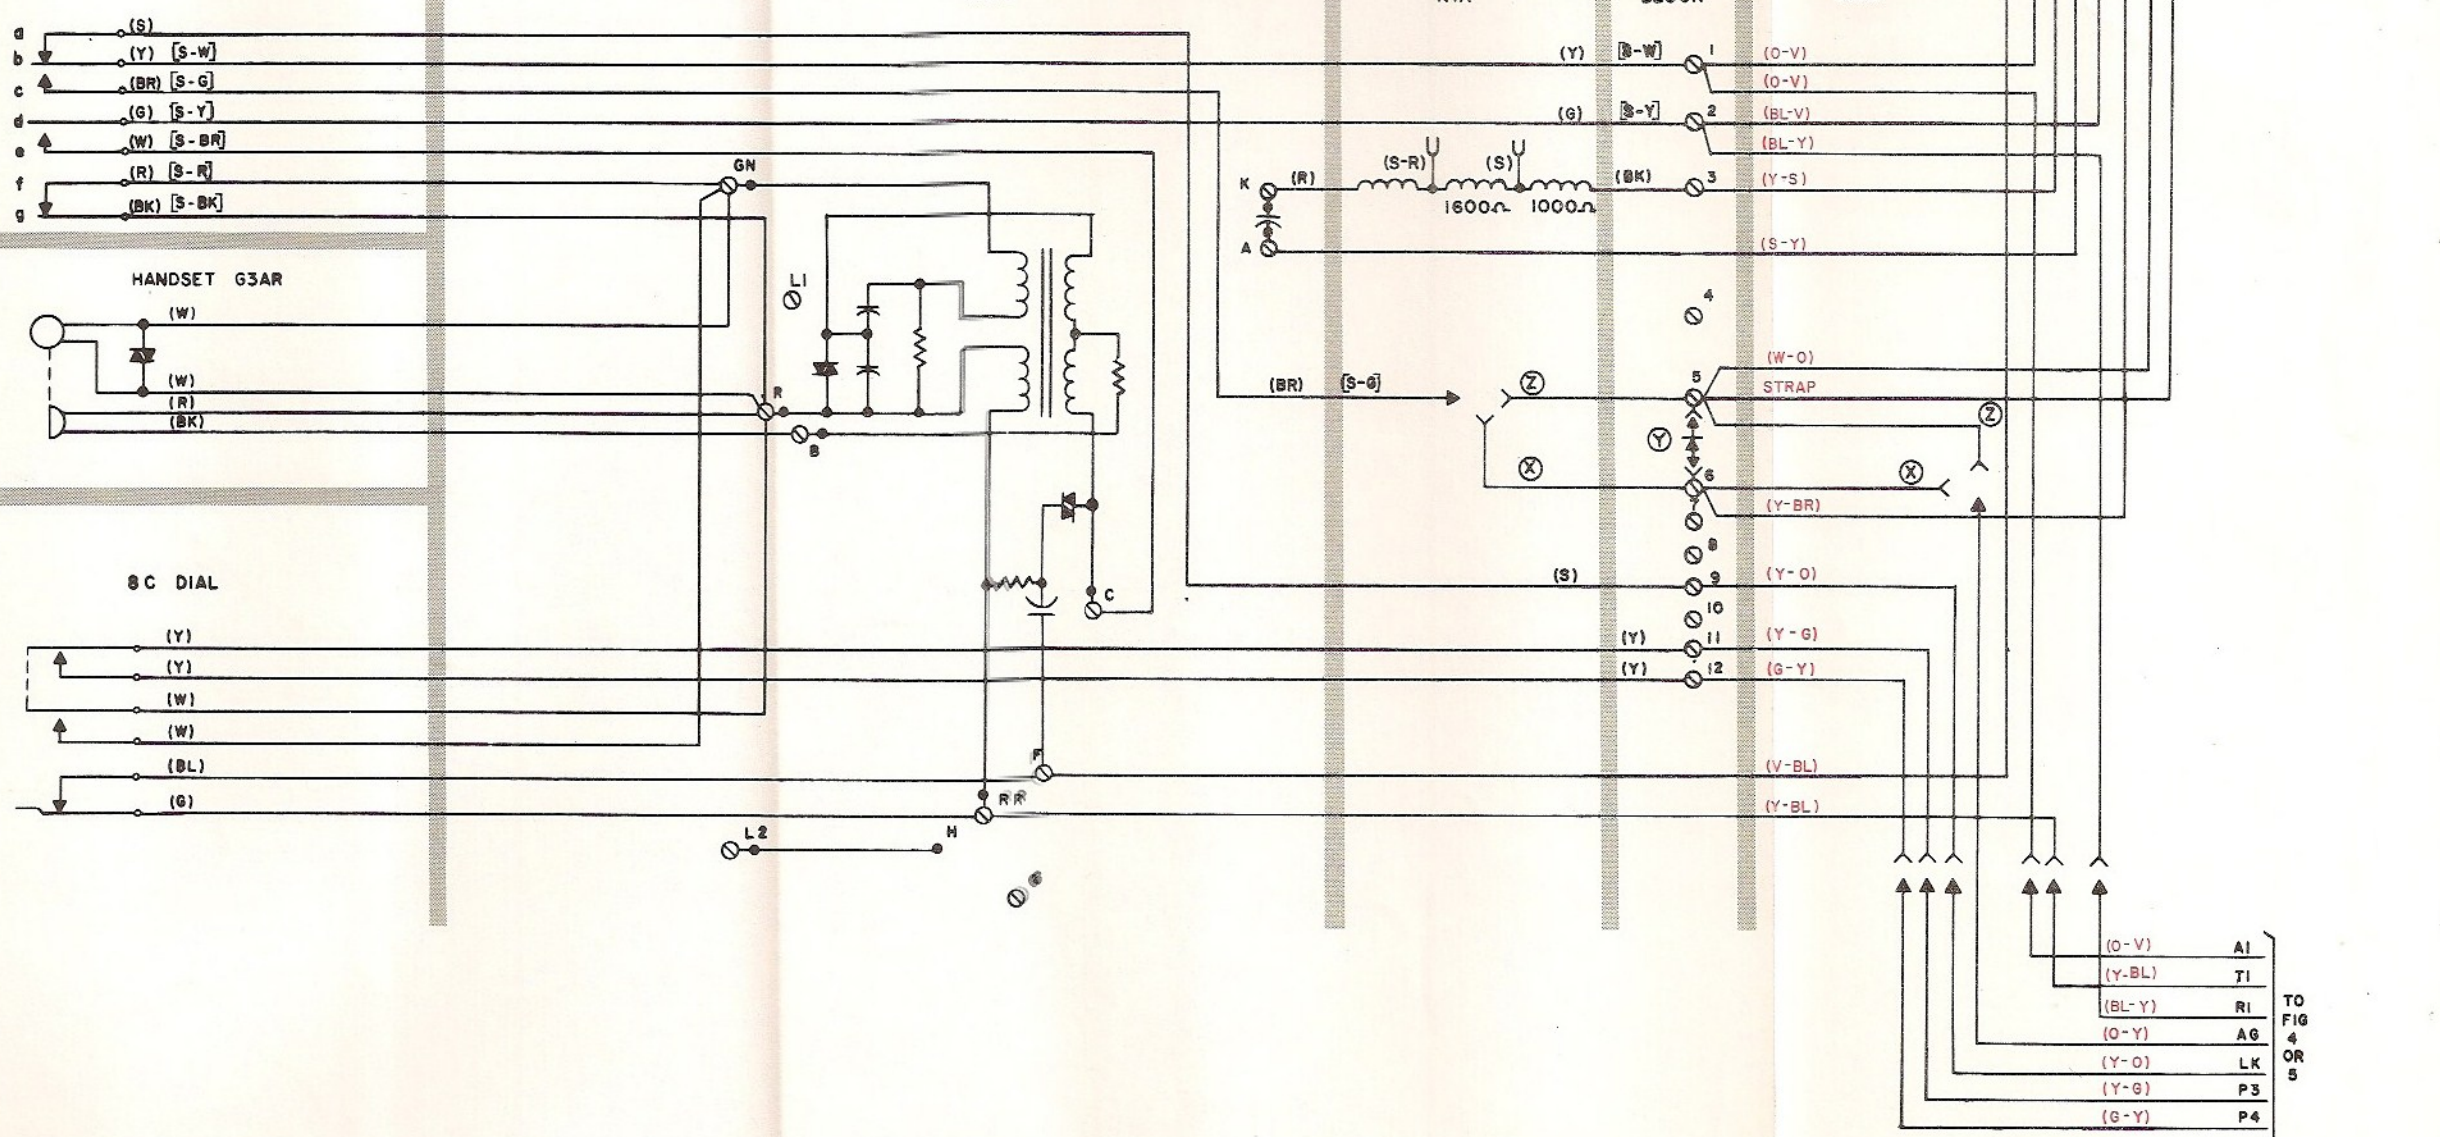 a (S)
b (Y) [S-W] (Y) [S-W] 1 (O-V)
c (BR) [S-G] (O-V)
d (G) [S-Y] (G) [S-Y] 2 (BL-V)
e (W) [S-BR] (BL-Y)
GN
f (R) [S-R] K (R) (S-R) (S) (BK) 3 (Y-S)
g (BK) [S-BK] 1600Ω 1000Ω
A (S-Y)
HANDSET G3AR L1
4
(W)
(W-O)
5
(W) (BR) [S-G] Z STRAP
R
(R)
(BK) Z
B Y
X 6 X
7 (Y-BR)
8
8C DIAL (S) 9 (Y-O)
C
10
(Y) (Y) 11 (Y-G)
(Y) (Y) 12 (G-Y)
(W)
(W)
F
(BL) (V-BL)
(G) RR (Y-BL)
L2 H
(O-V) A1
(Y-BL) T1
(BL-Y) R1
(O-Y) AG
(Y-O) LK
(Y-G) P3
(G-Y) P4
TO
FIG
4
OR
5